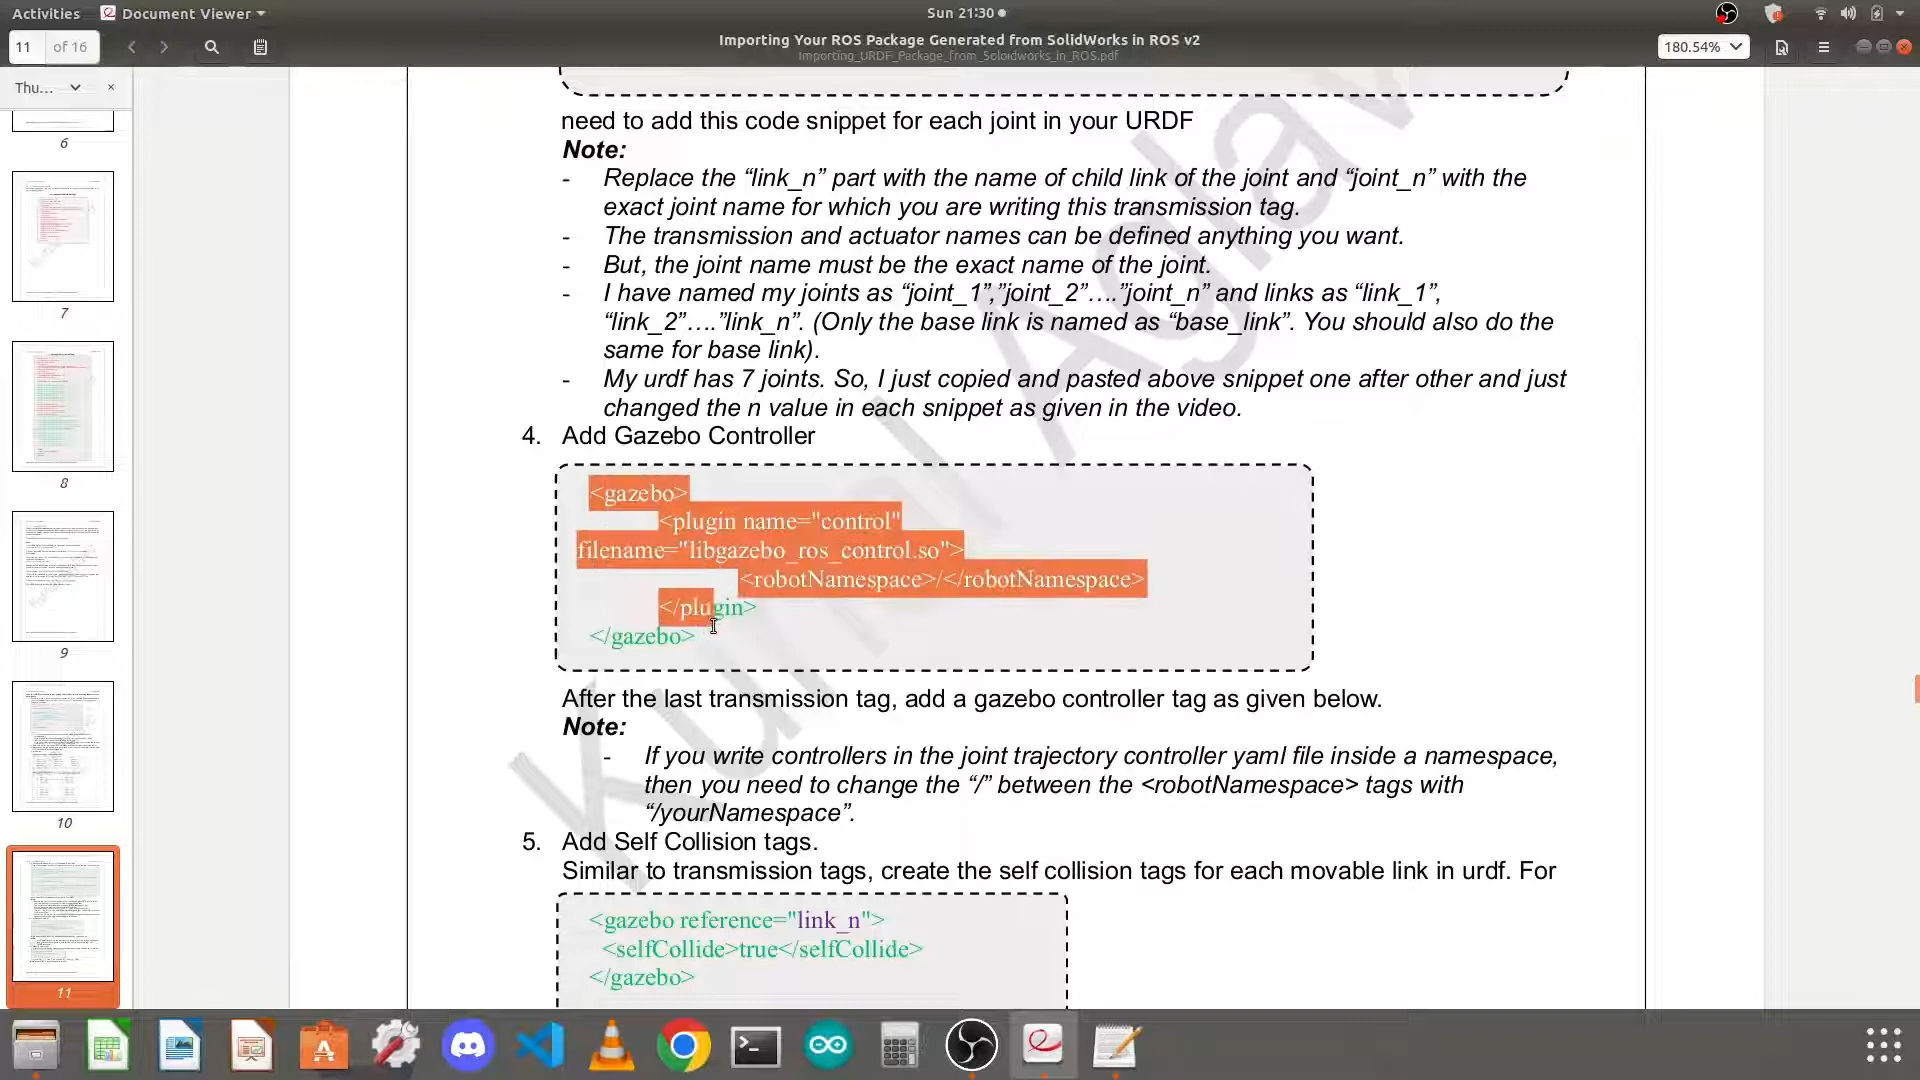 Activities
Document Viewer
Sun 21:30
11 of 16
Importing Your ROS Package Generated from SolidWorks in ROS v2
Importing_URDF_Package_from_Soloidworks_in_ROS.pdf
180.54%
Thu...
6
7
8
9
10
11
need to add this code snippet for each joint in your URDF
Note:
- Replace the “link_n” part with the name of child link of the joint and “joint_n” with the
exact joint name for which you are writing this transmission tag.
- The transmission and actuator names can be defined anything you want.
- But, the joint name must be the exact name of the joint.
- I have named my joints as “joint_1”,”joint_2”….”joint_n” and links as “link_1”,
“link_2”….”link_n”. (Only the base link is named as “base_link”. You should also do the
same for base link).
- My urdf has 7 joints. So, I just copied and pasted above snippet one after other and just
changed the n value in each snippet as given in the video.
4. Add Gazebo Controller
<gazebo>
<plugin name="control"
filename="libgazebo_ros_control.so">
<robotNamespace>/</robotNamespace>
</plugin>
</gazebo>
After the last transmission tag, add a gazebo controller tag as given below.
Note:
- If you write controllers in the joint trajectory controller yaml file inside a namespace,
then you need to change the “/” between the <robotNamespace> tags with
“/yourNamespace”.
5. Add Self Collision tags.
Similar to transmission tags, create the self collision tags for each movable link in urdf. For
<gazebo reference="link_n">
<selfCollide>true</selfCollide>
</gazebo>